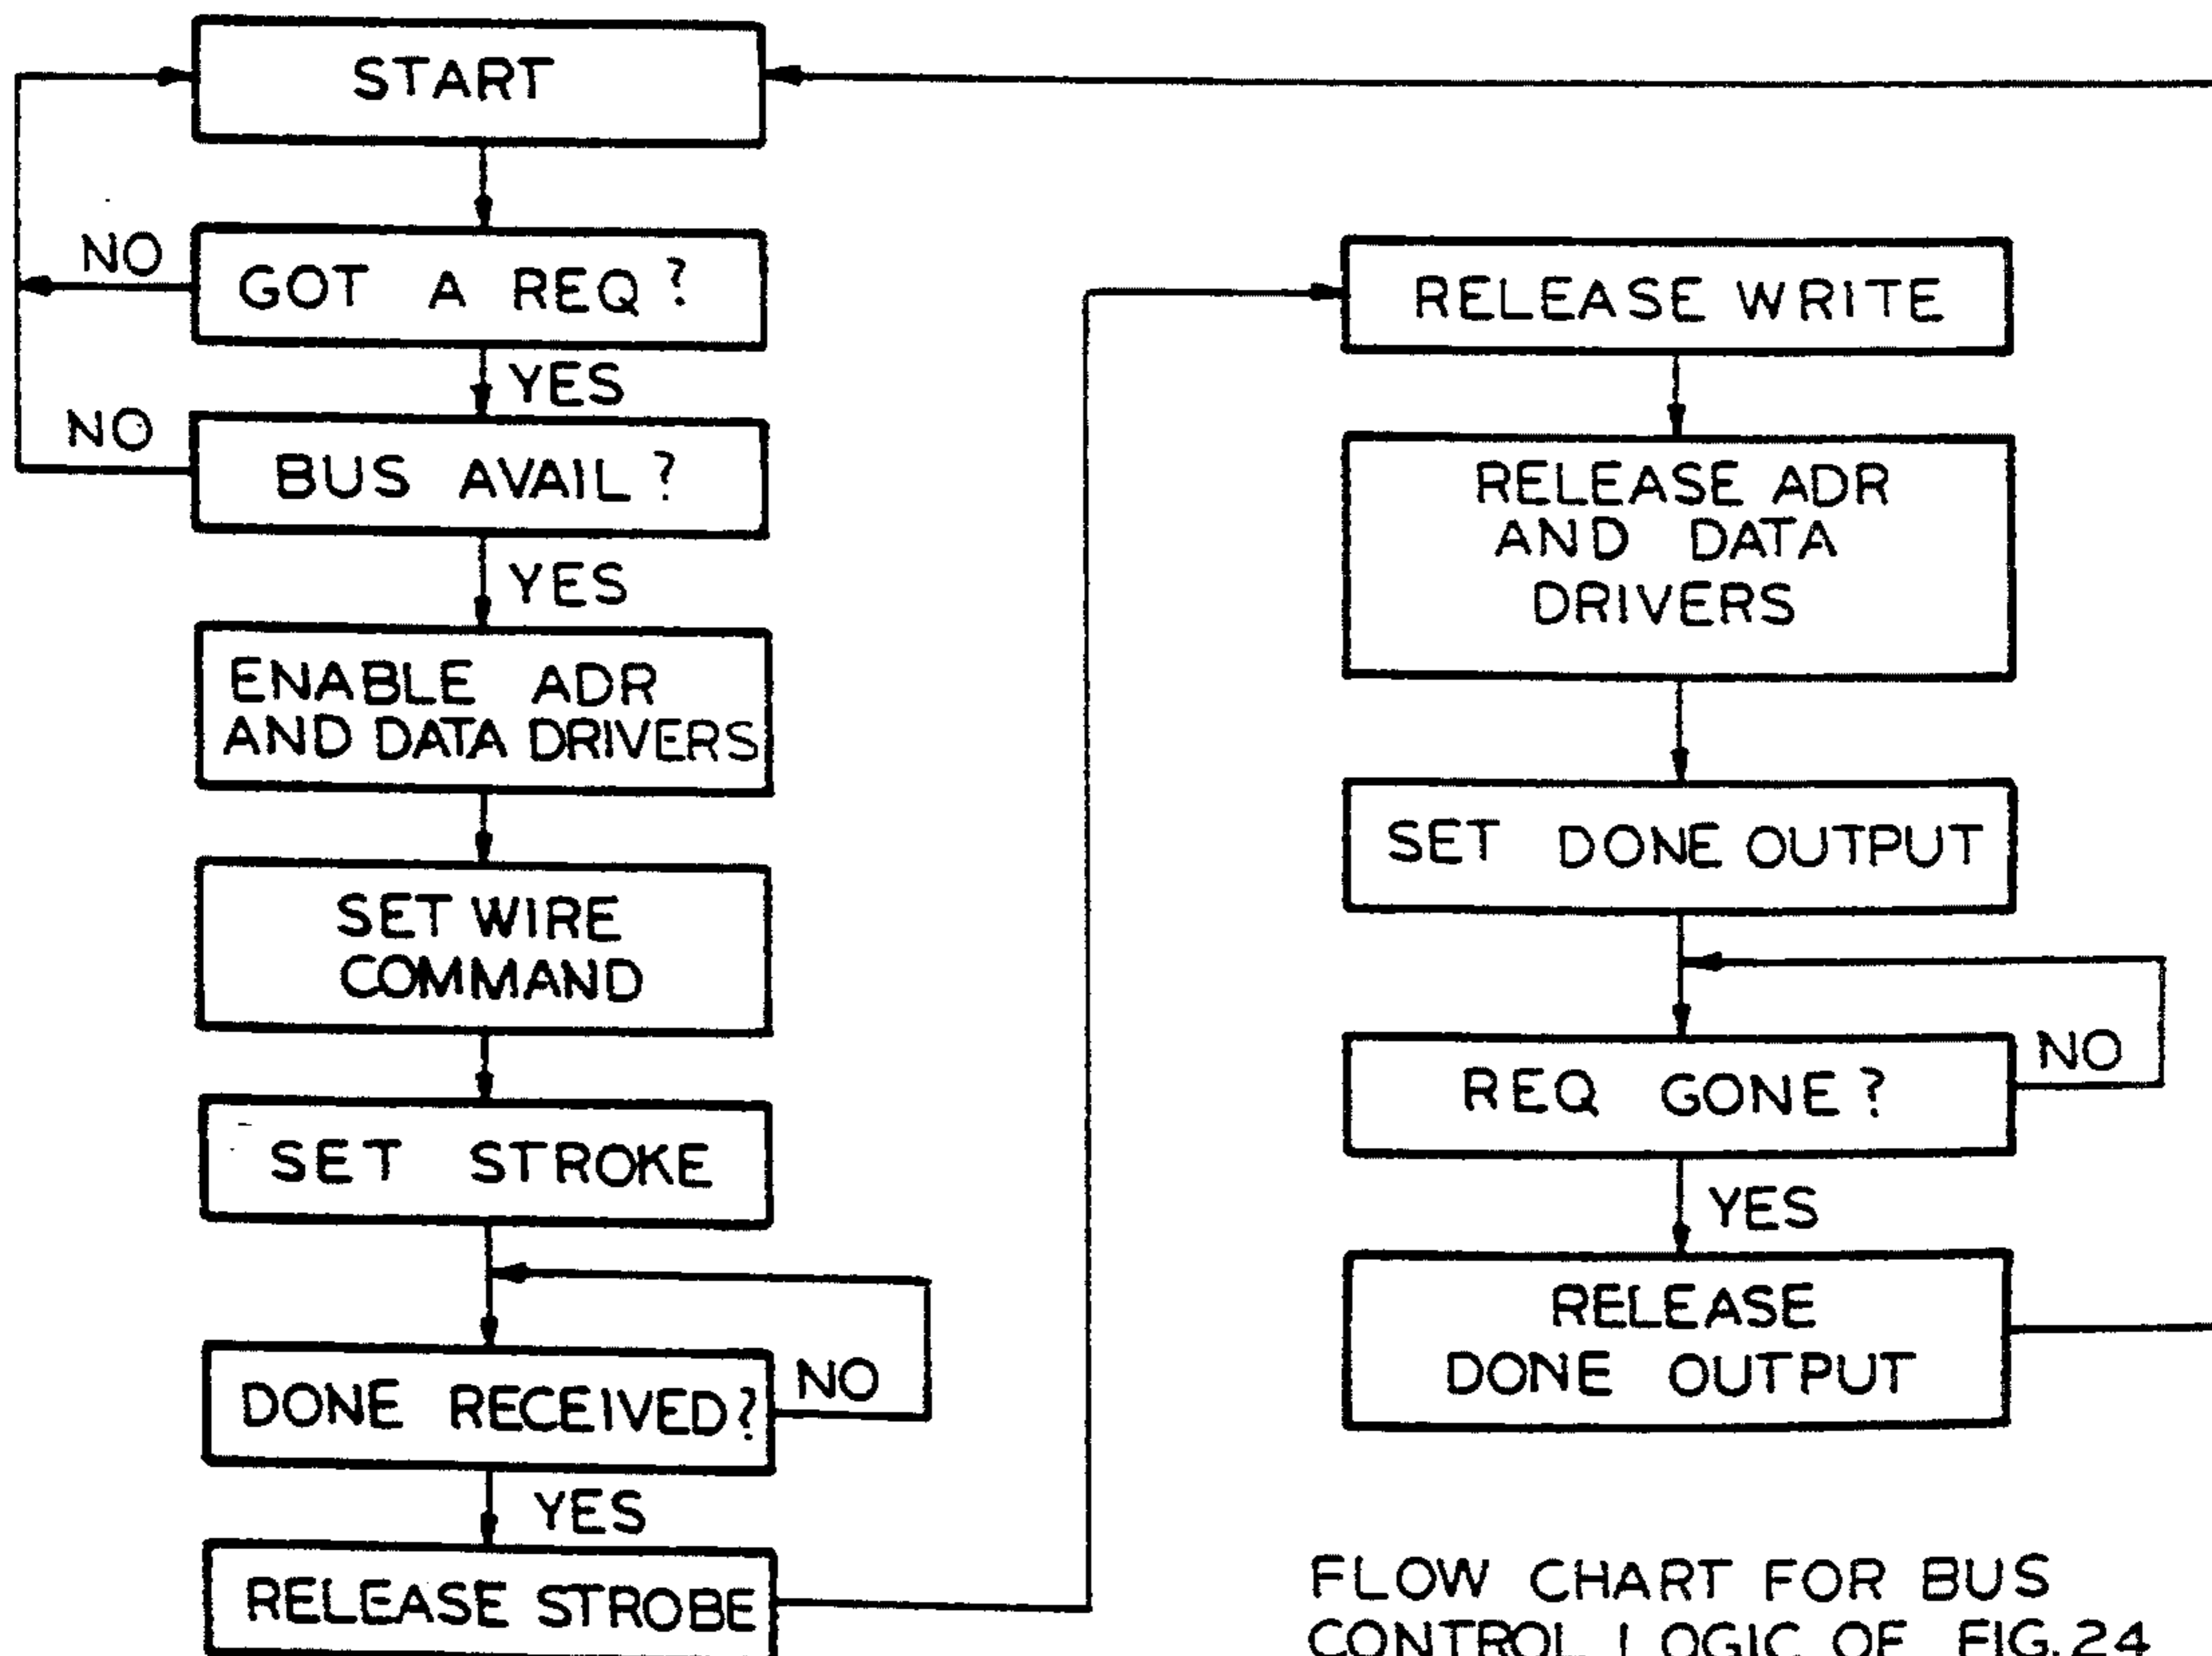 START
GOT A REQ?
NO
YES
BUS AVAIL?
NO
YES
ENABLE ADR
AND DATA DRIVERS
SET WIRE
COMMAND
SET STROKE
DONE RECEIVED?
NO
YES
RELEASE STROBE
RELEASE WRITE
RELEASE ADR
AND DATA
DRIVERS
SET DONE OUTPUT
REQ GONE?
NO
YES
RELEASE
DONE OUTPUT
FLOW CHART FOR BUS
CONTROL LOGIC OF FIG.24